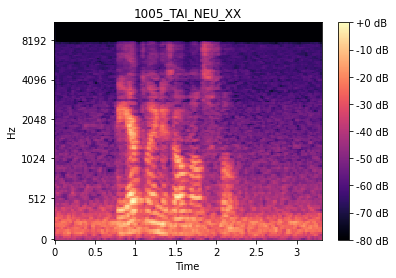 1005_TAI_NEU_XX
+0 dB
8192
-10 dB
4096
-20 dB
-30 dB
2048
Hz
-40 dB
1024
-50 dB
512
-60 dB
-70 dB
0
-80 dB
0 0.5 1 1.5 2 2.5 3
Time